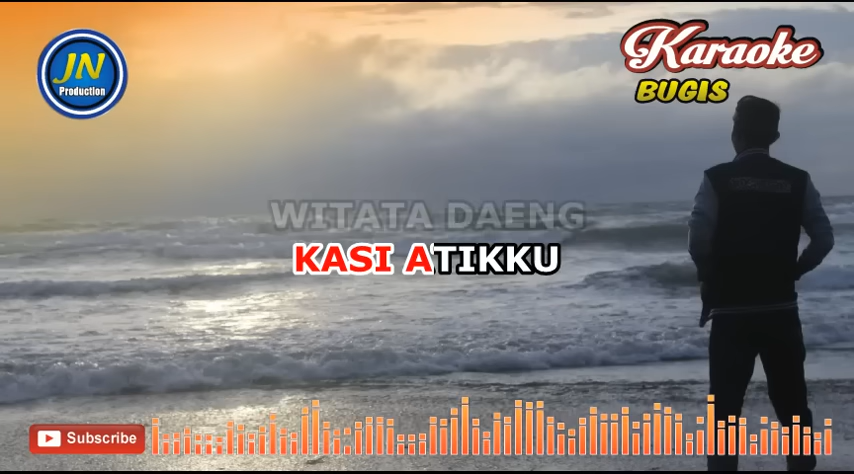 JN
Production
Karaoke
BUGIS
WITATA DAENG
KASI ATIKKU
Subscribe